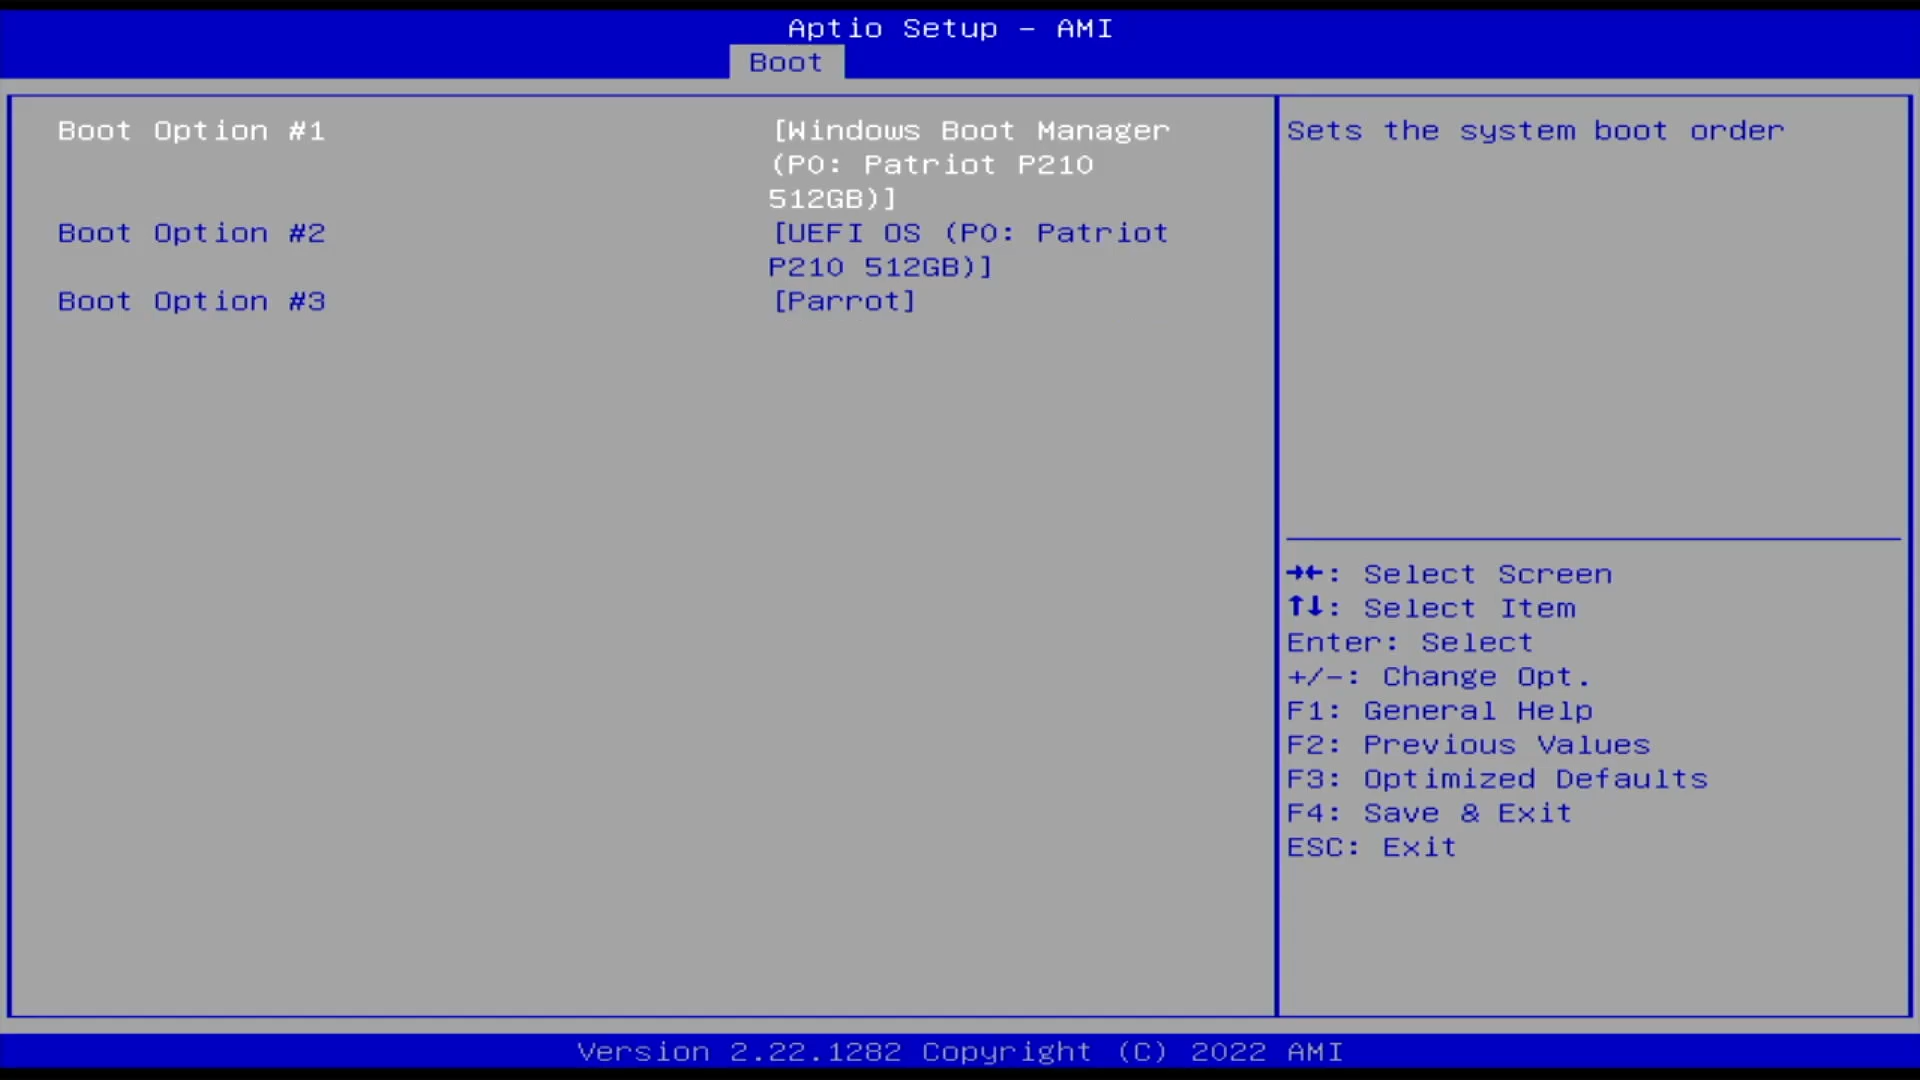 Aptio Setup – AMI
Boot
Boot Option #1 [Windows Boot Manager
(P0: Patriot P210
512GB)]
Boot Option #2 [UEFI OS (P0: Patriot
P210 512GB)]
Boot Option #3 [Parrot]
Sets the system boot order
→←: Select Screen
↑↓: Select Item
Enter: Select
+/-: Change Opt.
F1: General Help
F2: Previous Values
F3: Optimized Defaults
F4: Save & Exit
ESC: Exit
Version 2.22.1282 Copyright (C) 2022 AMI